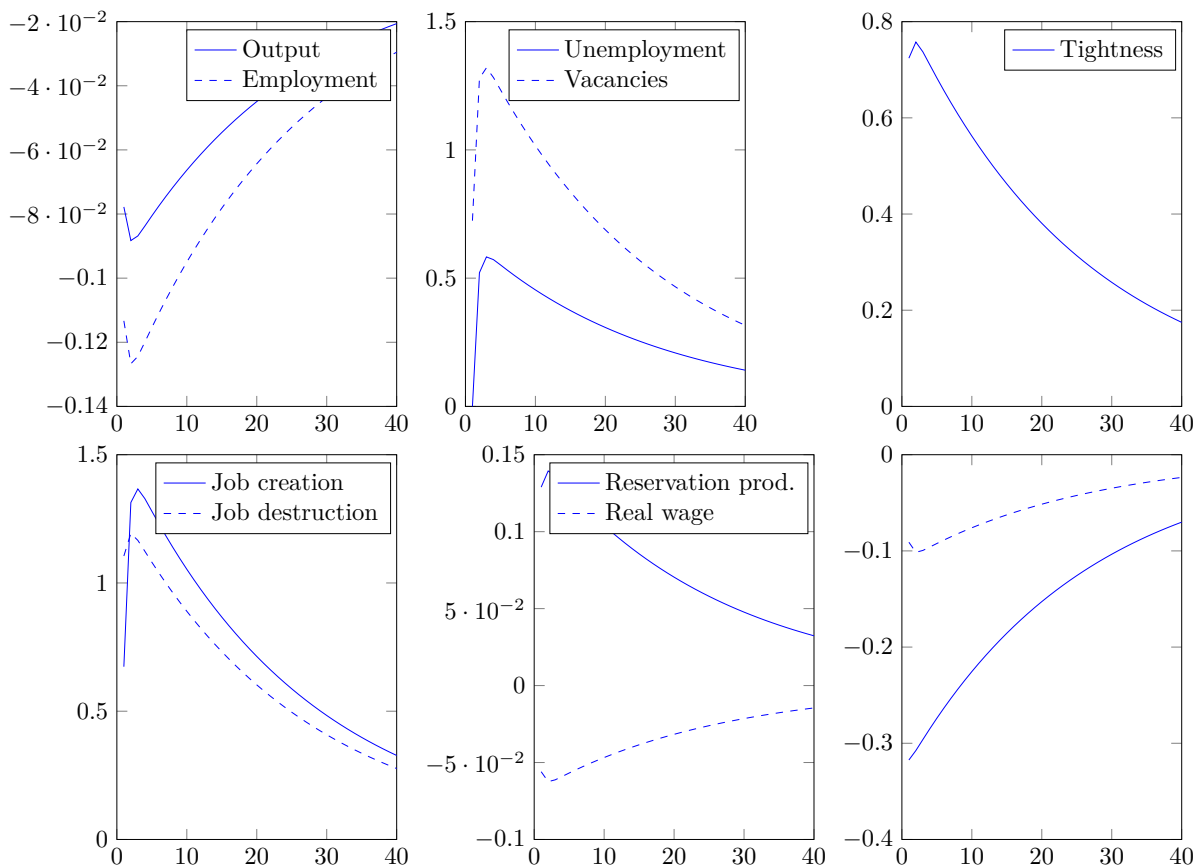 −2 · 10⁻²
−4 · 10⁻²
−6 · 10⁻²
−8 · 10⁻²
−0.1
−0.12
−0.14
0 10 20 30 40
Output
Employment
1.5
1
0.5
0
0 10 20 30 40
Unemployment
Vacancies
0.8
0.6
0.4
0.2
0
0 10 20 30 40
Tightness
1.5
1
0.5
0
0 10 20 30 40
Job creation
Job destruction
0.15
0.1
5 · 10⁻²
0
−5 · 10⁻²
−0.1
0 10 20 30 40
Reservation prod.
Real wage
0
−0.1
−0.2
−0.3
−0.4
0 10 20 30 40